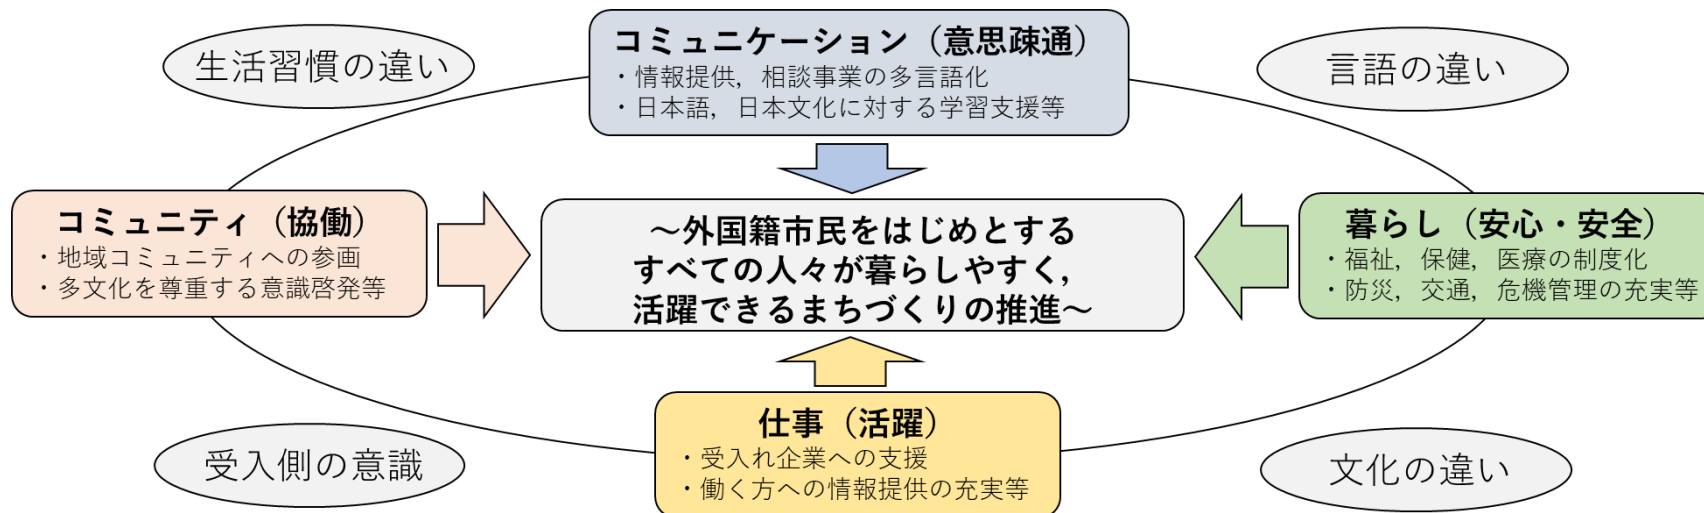 生活習慣の違い
コミュニケーション（意思疎通）
・情報提供，相談事業の多言語化
・日本語，日本文化に対する学習支援等
言語の違い
コミュニティ（協働）
・地域コミュニティへの参画
・多文化を尊重する意識啓発等
～外国籍市民をはじめとする
すべての人々が暮らしやすく，
活躍できるまちづくりの推進～
暮らし（安心・安全）
・福祉，保健，医療の制度化
・防災，交通，危機管理の充実等
受入側の意識
仕事（活躍）
・受入れ企業への支援
・働く方への情報提供の充実等
文化の違い